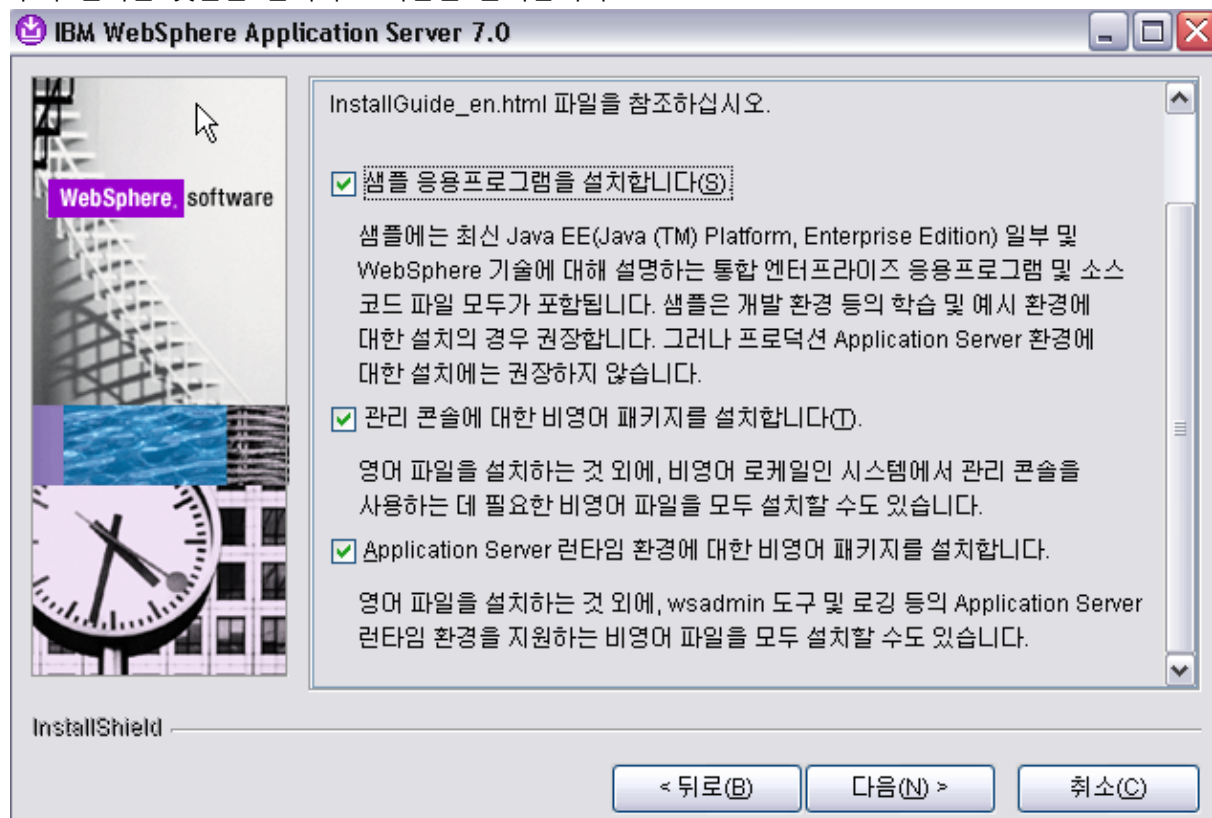 IBM WebSphere Application Server 7.0
WebSphere. software
InstallGuide_en.html 파일을 참조하십시오.
샘플 응용프로그램을 설치합니다(S).
샘플에는 최신 Java EE(Java (TM) Platform, Enterprise Edition) 일부 및
WebSphere 기술에 대해 설명하는 통합 엔터프라이즈 응용프로그램 및 소스
코드 파일 모두가 포함됩니다. 샘플은 개발 환경 등의 학습 및 예시 환경에
대한 설치의 경우 권장합니다. 그러나 프로덕션 Application Server 환경에
대한 설치에는 권장하지 않습니다.
관리 콘솔에 대한 비영어 패키지를 설치합니다(T).
영어 파일을 설치하는 것 외에, 비영어 로케일인 시스템에서 관리 콘솔을
사용하는 데 필요한 비영어 파일을 모두 설치할 수도 있습니다.
Application Server 런타임 환경에 대한 비영어 패키지를 설치합니다.
영어 파일을 설치하는 것 외에, wsadmin 도구 및 로깅 등의 Application Server
런타임 환경을 지원하는 비영어 파일을 모두 설치할 수도 있습니다.
InstallShield
< 뒤로(B) 다음(N) > 취소(C)